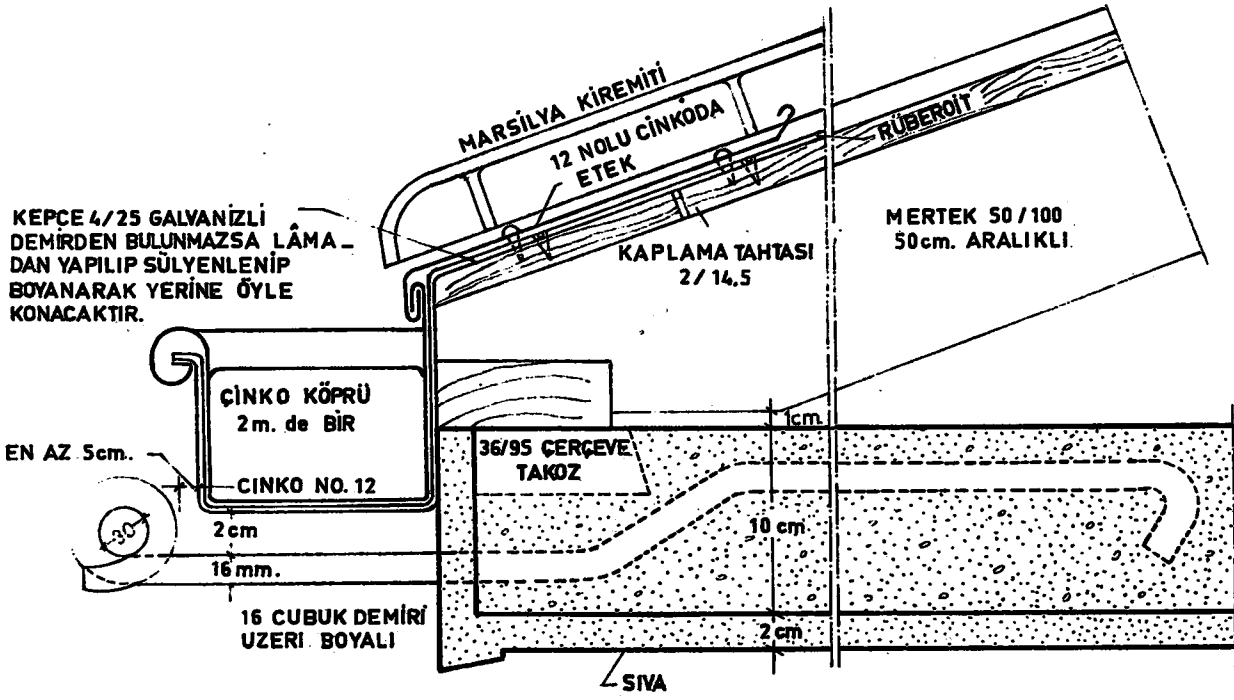 MARSİLYA KİREMİTİ
12 NOLU CİNKODA
ETEK
RÜBEROİT
KEPCE 4/25 GALVANİZLİ
DEMİRDEN BULUNMAZSA LÂMA_
DAN YAPILIP SÜLYENLENİP
BOYANARAK YERİNE ÖYLE
KONACAKTIR.
KAPLAMA TAHTASI
2/14,5
MERTEK 50/100
50cm. ARALIKLI
ÇİNKO KÖPRÜ
2m. de BİR
1cm.
EN AZ 5cm.
CINKO NO.12
36/95 ÇERÇEVE
TAKOZ
30
2cm
10 cm
16mm.
16 CUBUK DEMİRİ
UZERİ BOYALI
2cm
SIVA